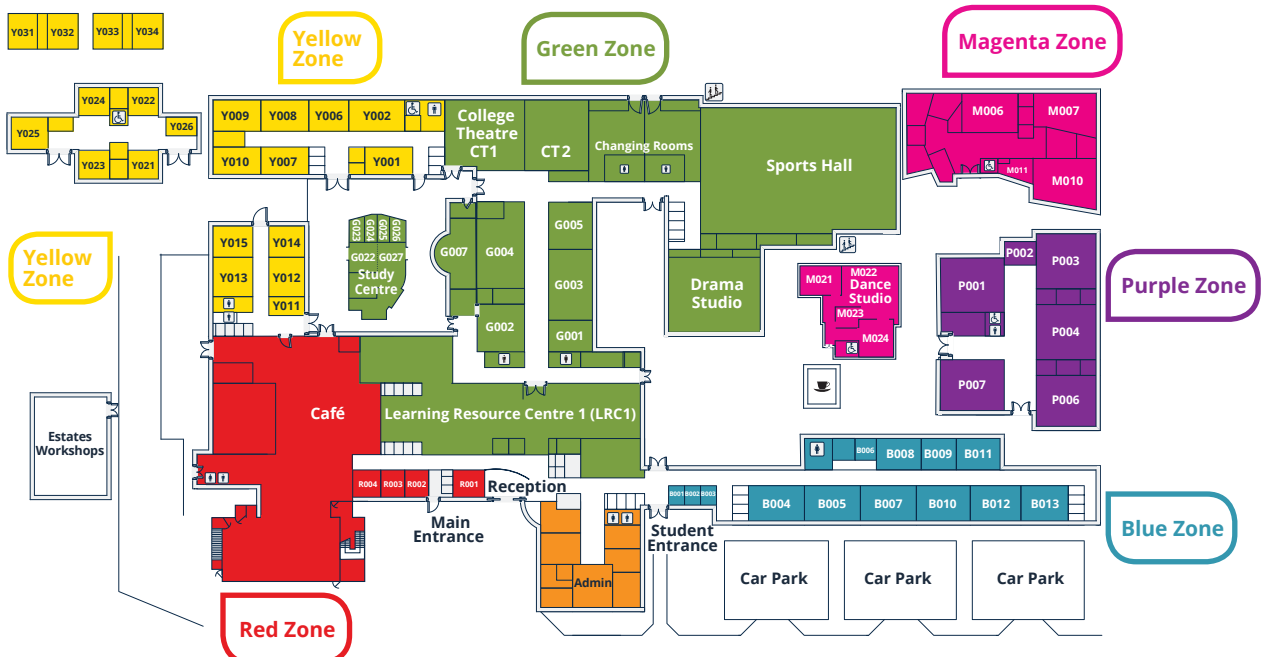 Y031 Y032 Y033 Y034
Yellow
Zone
Green Zone
Magenta Zone
Y024 Y022
Y025
Y026
Y023 Y021
Y009 Y008 Y006 Y002
Y010 Y007 Y001
College
Theatre
CT1
CT2
Changing Rooms
Sports Hall
M006 M007
M011
M010
Yellow
Zone
Y015 Y014
Y013 Y012
Y011
G023 G024 G025 G026
G022 G027
Study
Centre
G007 G004
G002
G005
G003
G001
Drama
Studio
M021 M022
Dance
Studio
M023
M024
P002 P003
P001
P004
P007
P006
Purple Zone
Café
Learning Resource Centre 1 (LRC1)
Estates
Workshops
R004 R003 R002 R001
Reception
Main
Entrance
Student
Entrance
Admin
B006 B008 B009 B011
B001 B002 B003
B004 B005 B007 B010 B012 B013
Blue Zone
Car Park Car Park Car Park
Red Zone